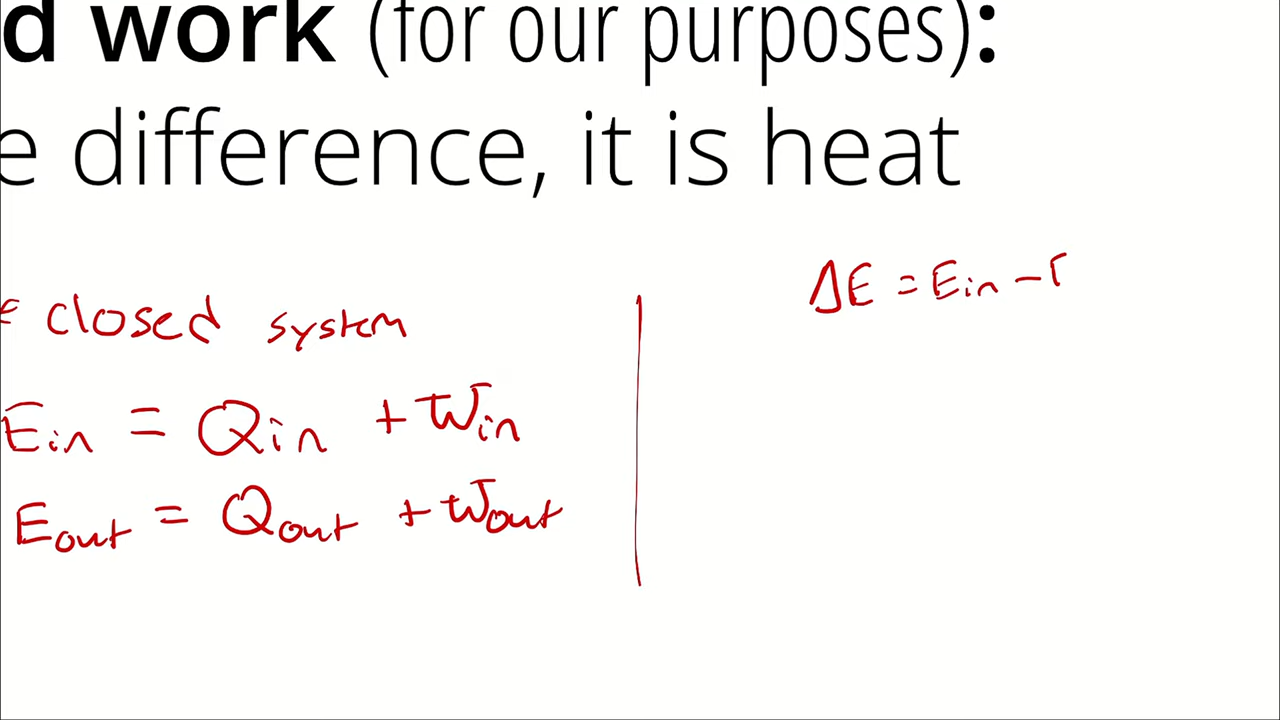 d work (for our purposes):
e difference, it is heat
closed system
Ein = Qin + Win
Eout = Qout + Wout
ΔE = Ein -